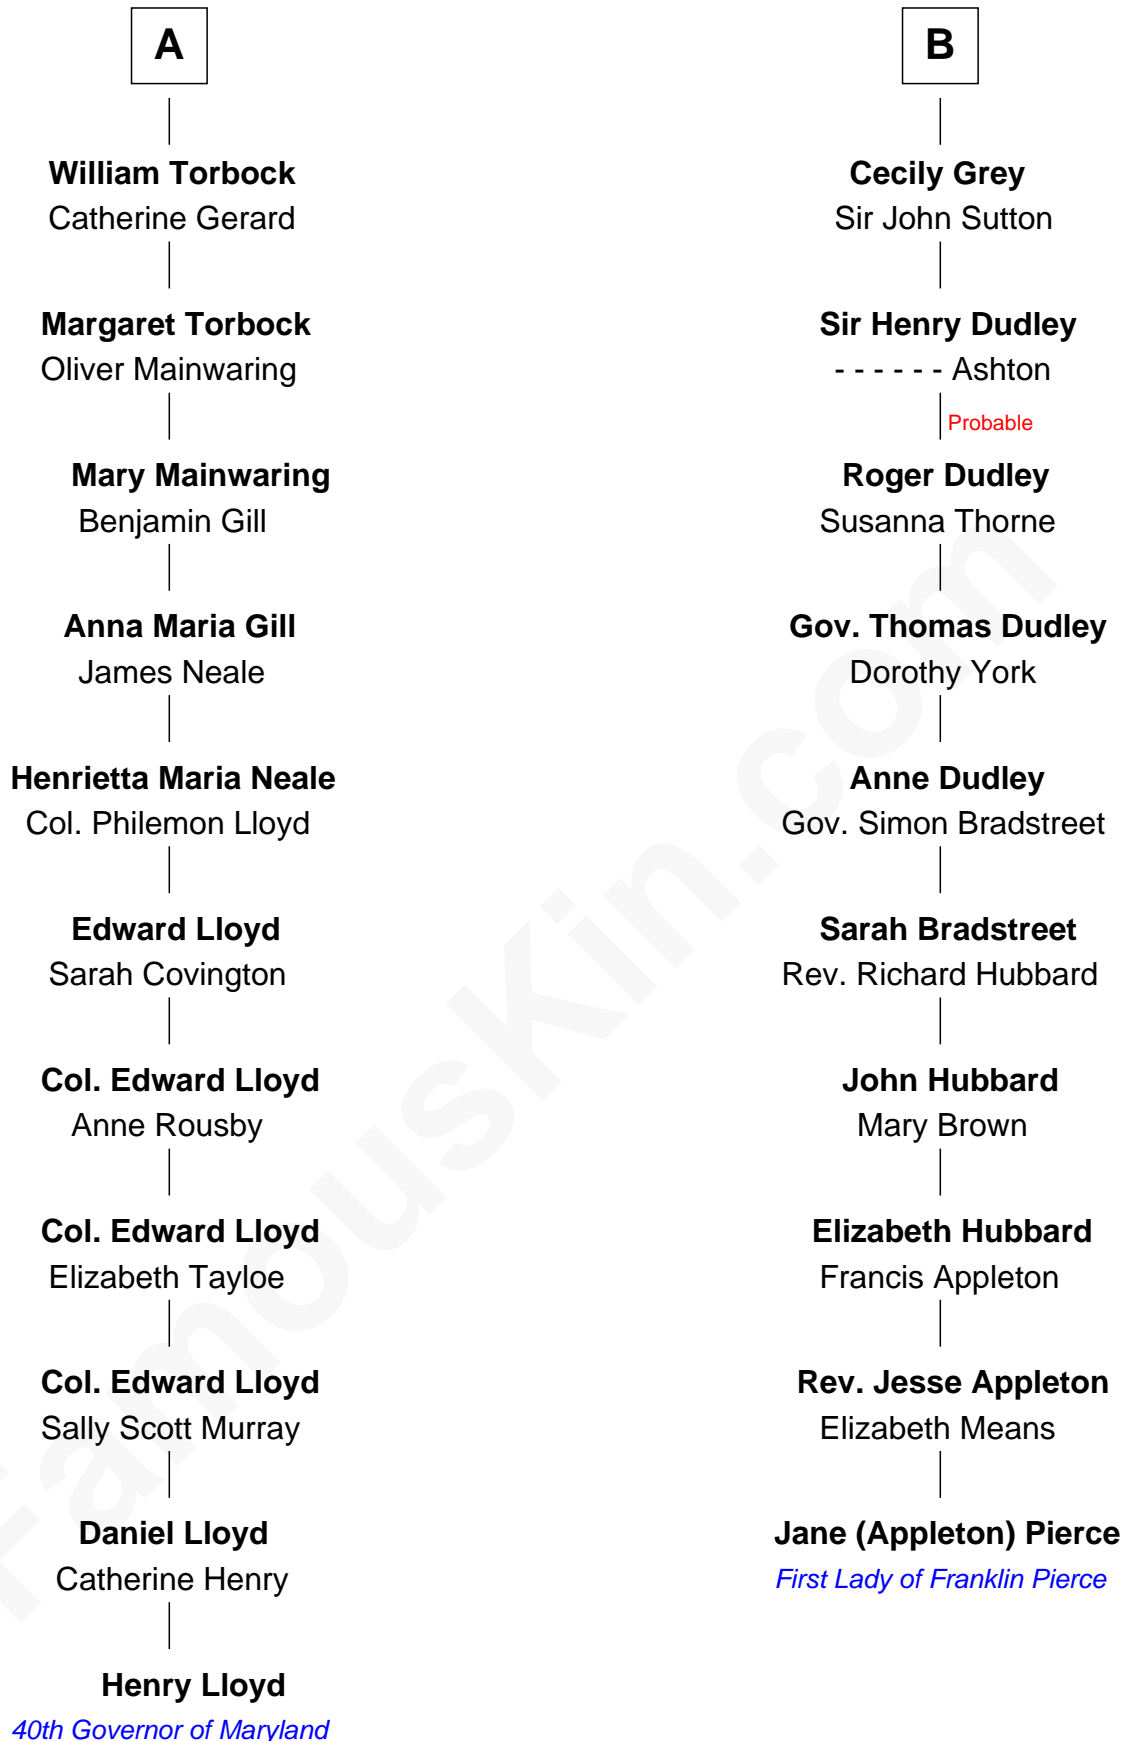 A
William Torbock
Catherine Gerard
Margaret Torbock
Oliver Mainwaring
Mary Mainwaring
Benjamin Gill
Anna Maria Gill
James Neale
Henrietta Maria Neale
Col. Philemon Lloyd
Edward Lloyd
Sarah Covington
Col. Edward Lloyd
Anne Rousby
Col. Edward Lloyd
Elizabeth Tayloe
Col. Edward Lloyd
Sally Scott Murray
Daniel Lloyd
Catherine Henry
Henry Lloyd
40th Governor of Maryland
B
Cecily Grey
Sir John Sutton
Sir Henry Dudley
- - - - - - Ashton
Probable
Roger Dudley
Susanna Thorne
Gov. Thomas Dudley
Dorothy York
Anne Dudley
Gov. Simon Bradstreet
Sarah Bradstreet
Rev. Richard Hubbard
John Hubbard
Mary Brown
Elizabeth Hubbard
Francis Appleton
Rev. Jesse Appleton
Elizabeth Means
Jane (Appleton) Pierce
First Lady of Franklin Pierce
FamousKin.com